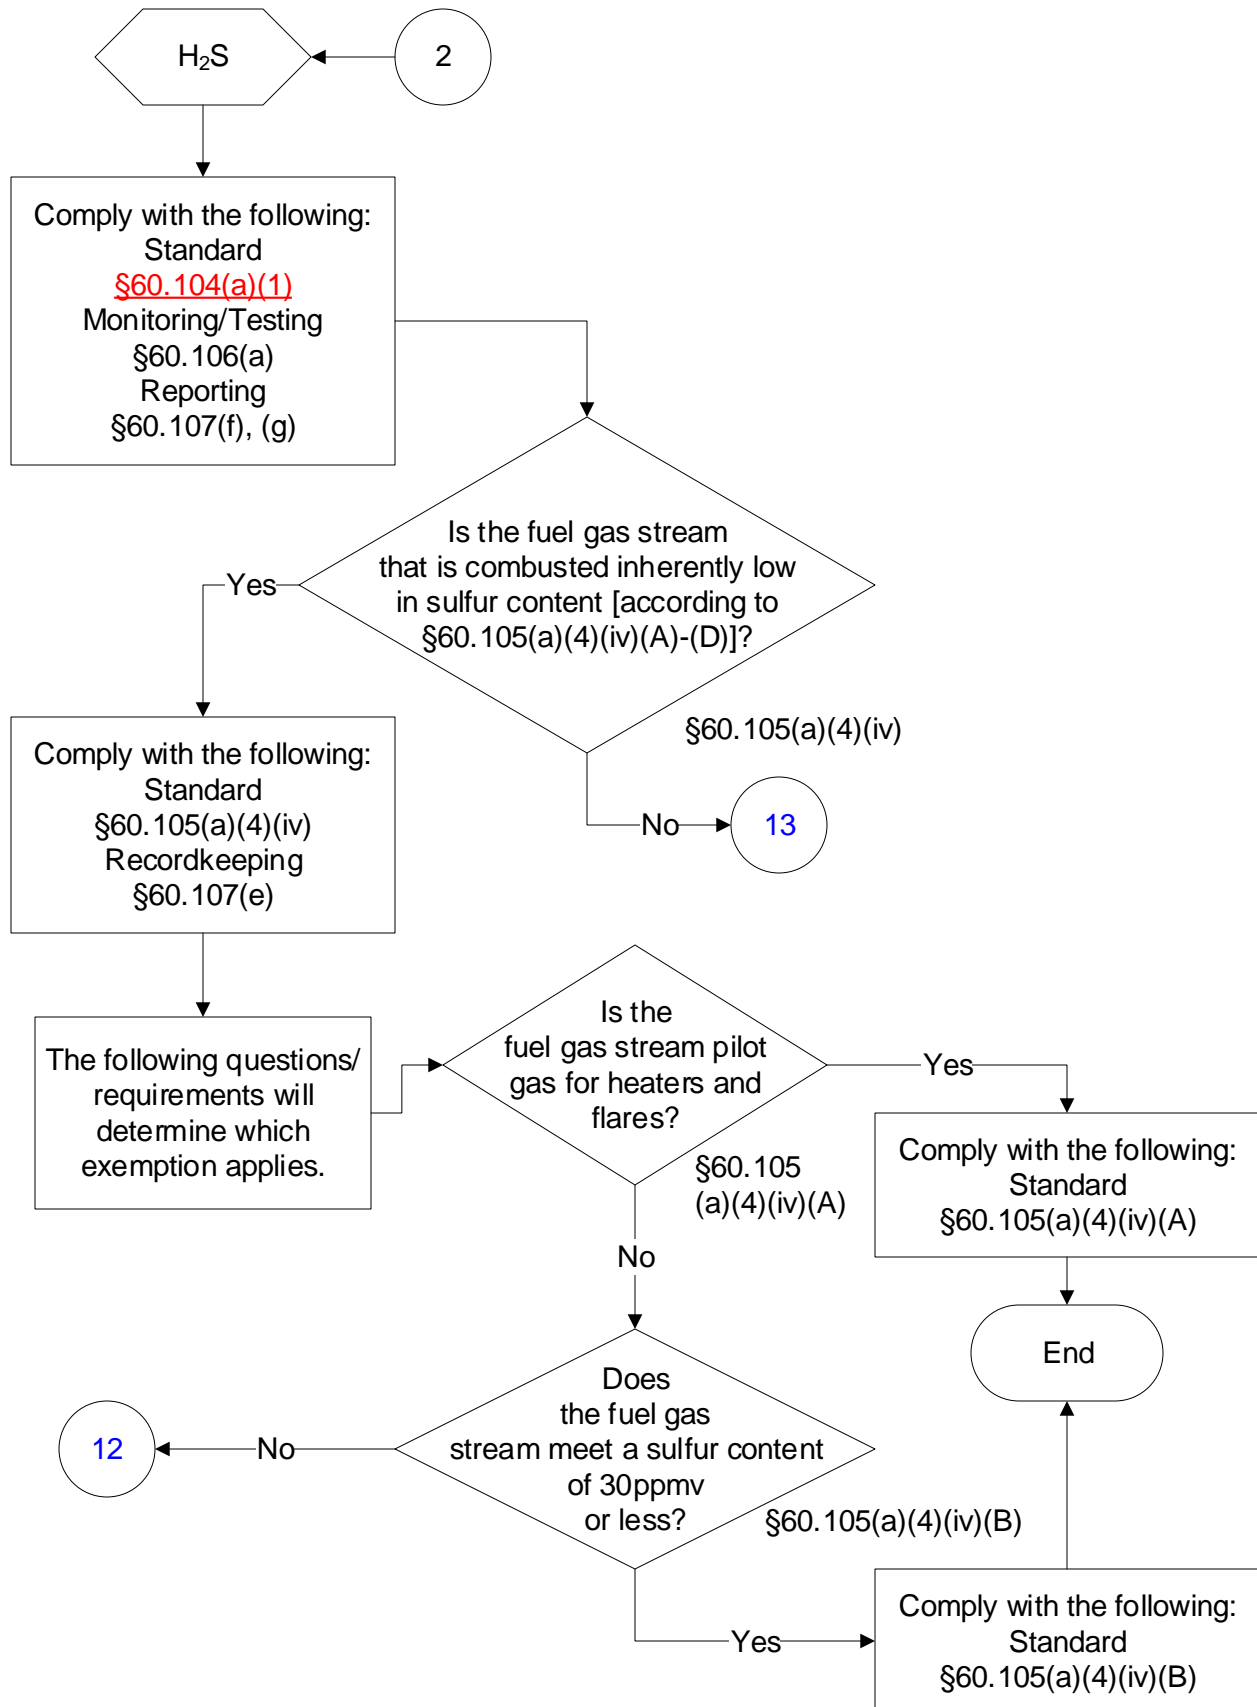 H₂S
2
Comply with the following:
Standard
§60.104(a)(1)
Monitoring/Testing
§60.106(a)
Reporting
§60.107(f), (g)
Is the fuel gas stream
that is combusted inherently low
in sulfur content [according to
§60.105(a)(4)(iv)(A)-(D)]?
Yes
§60.105(a)(4)(iv)
No
13
Comply with the following:
Standard
§60.105(a)(4)(iv)
Recordkeeping
§60.107(e)
The following questions/
requirements will
determine which
exemption applies.
Is the
fuel gas stream pilot
gas for heaters and
flares?
Yes
§60.105
(a)(4)(iv)(A)
Comply with the following:
Standard
§60.105(a)(4)(iv)(A)
No
End
Does
the fuel gas
stream meet a sulfur content
of 30ppmv
or less?
No
12
§60.105(a)(4)(iv)(B)
Yes
Comply with the following:
Standard
§60.105(a)(4)(iv)(B)